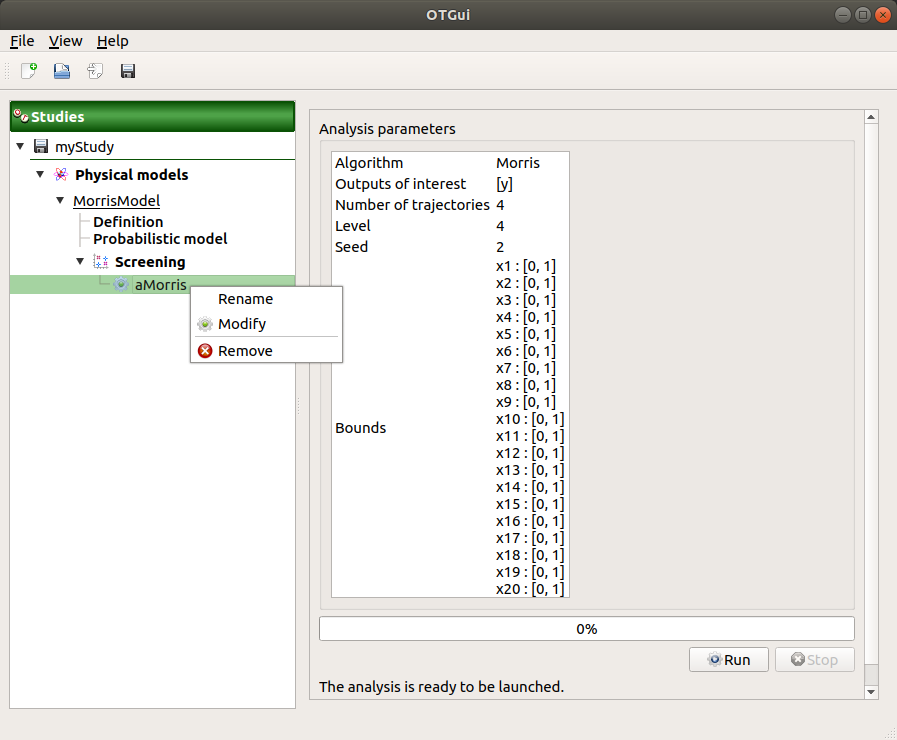 OTGui
File View Help
Studies
myStudy
Physical models
MorrisModel
Definition
Probabilistic model
Screening
aMorris
Rename
Modify
Remove
Analysis parameters
Algorithm Morris
Outputs of interest [y]
Number of trajectories 4
Level 4
Seed 2
Bounds
x1 : [0, 1]
x2 : [0, 1]
x3 : [0, 1]
x4 : [0, 1]
x5 : [0, 1]
x6 : [0, 1]
x7 : [0, 1]
x8 : [0, 1]
x9 : [0, 1]
x10 : [0, 1]
x11 : [0, 1]
x12 : [0, 1]
x13 : [0, 1]
x14 : [0, 1]
x15 : [0, 1]
x16 : [0, 1]
x17 : [0, 1]
x18 : [0, 1]
x19 : [0, 1]
x20 : [0, 1]
0%
Run Stop
The analysis is ready to be launched.